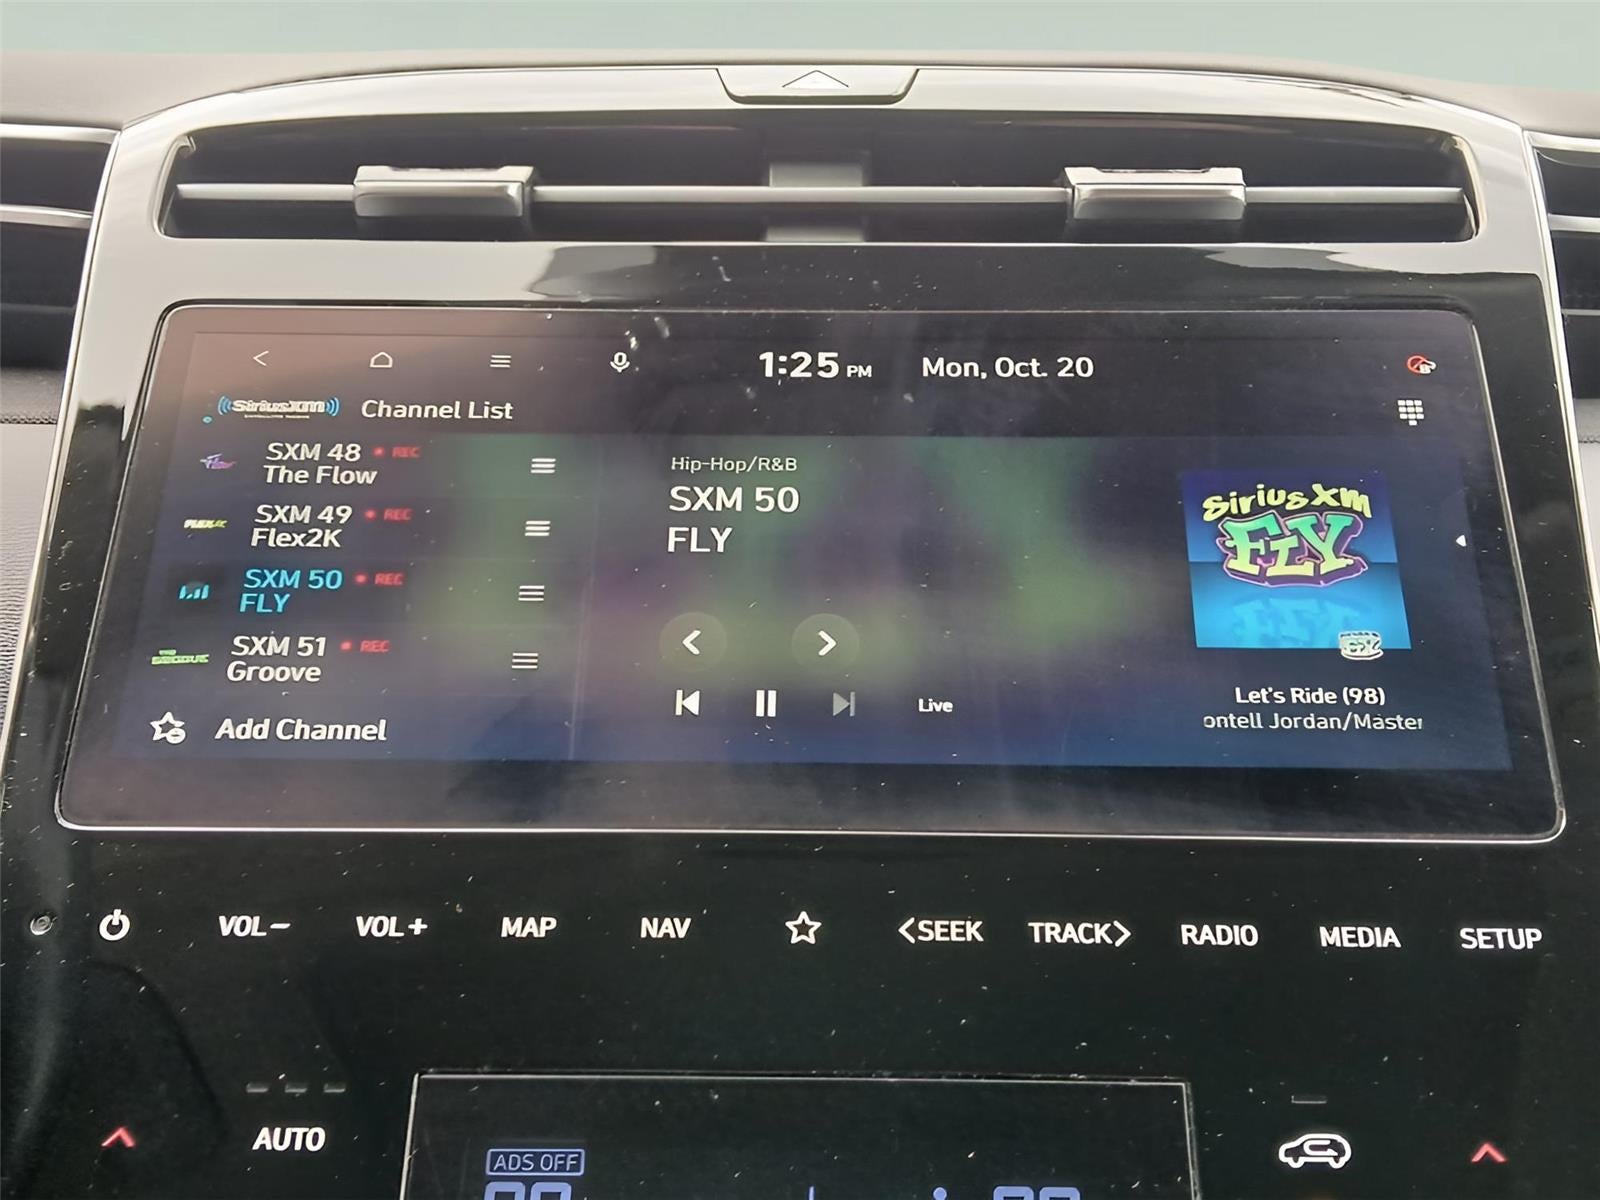 1:25 PM Mon, Oct. 20
SiriusXM Channel List
SXM 48 REC
The Flow
Flow
SXM 49 REC
Flex2K
SXM 50 REC
FLY
SXM 51 REC
Groove
Add Channel
Hip-Hop/R&B
SXM 50
FLY
Live
SiriusXM
FLY
Let's Ride (98)
ontell Jordan/Master
VOL− VOL+ MAP NAV <SEEK TRACK> RADIO MEDIA SETUP
AUTO
ADS OFF